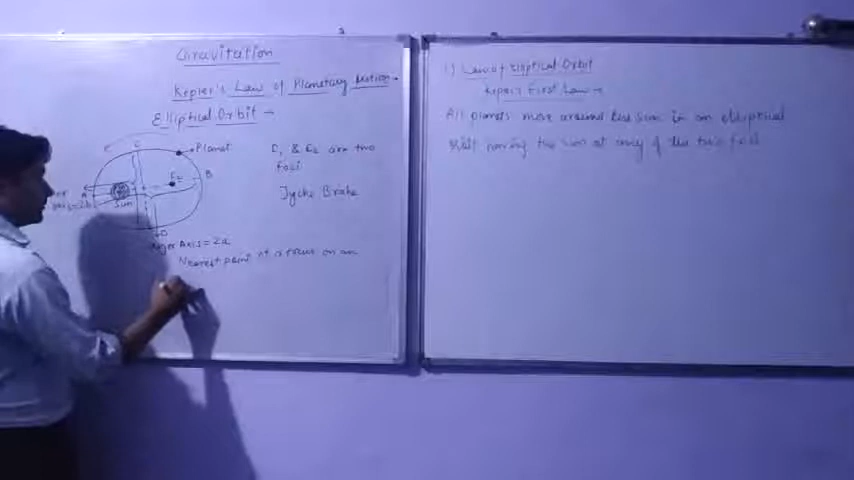 Gravitation
Kepler's Law of Planetary Motion -
Elliptical Orbit -
C
Planet
F2
B
A
Sun
D
Major Axis = 2a
Nearest point of a focus on an
F1 & F2 are two
foci
Tycho Brahe
1) Law of Elliptical Orbit
Kepler's First Law -
All planets move around the sun in an elliptical
orbit having the sun at any of the two foci